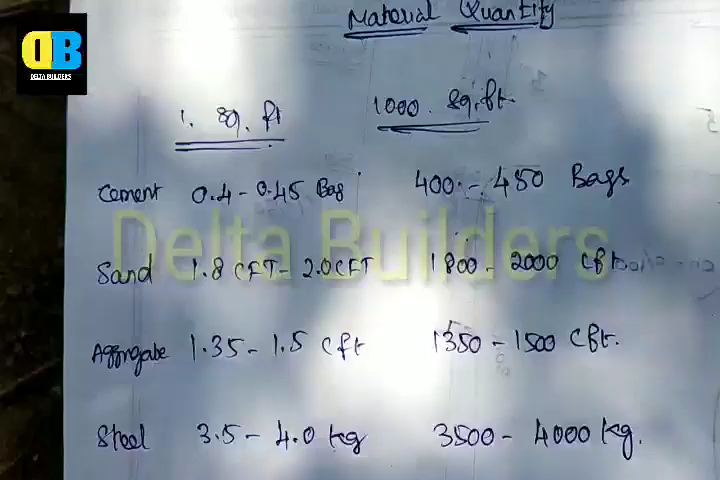 Material Quantity
DB
DELTA BUILDERS
1. sq. ft 1000. sq.ft.
Cement 0.4 - 0.45 Bag 400 - 450 Bags
Delta Builders
Sand 1.8 CFT - 2.0 CFT 1800 - 2000 Cft
Aggregate 1.35 - 1.5 Cft 1350 - 1500 Cft.
Steel 3.5 - 4.0 kg 3500 - 4000 kg.